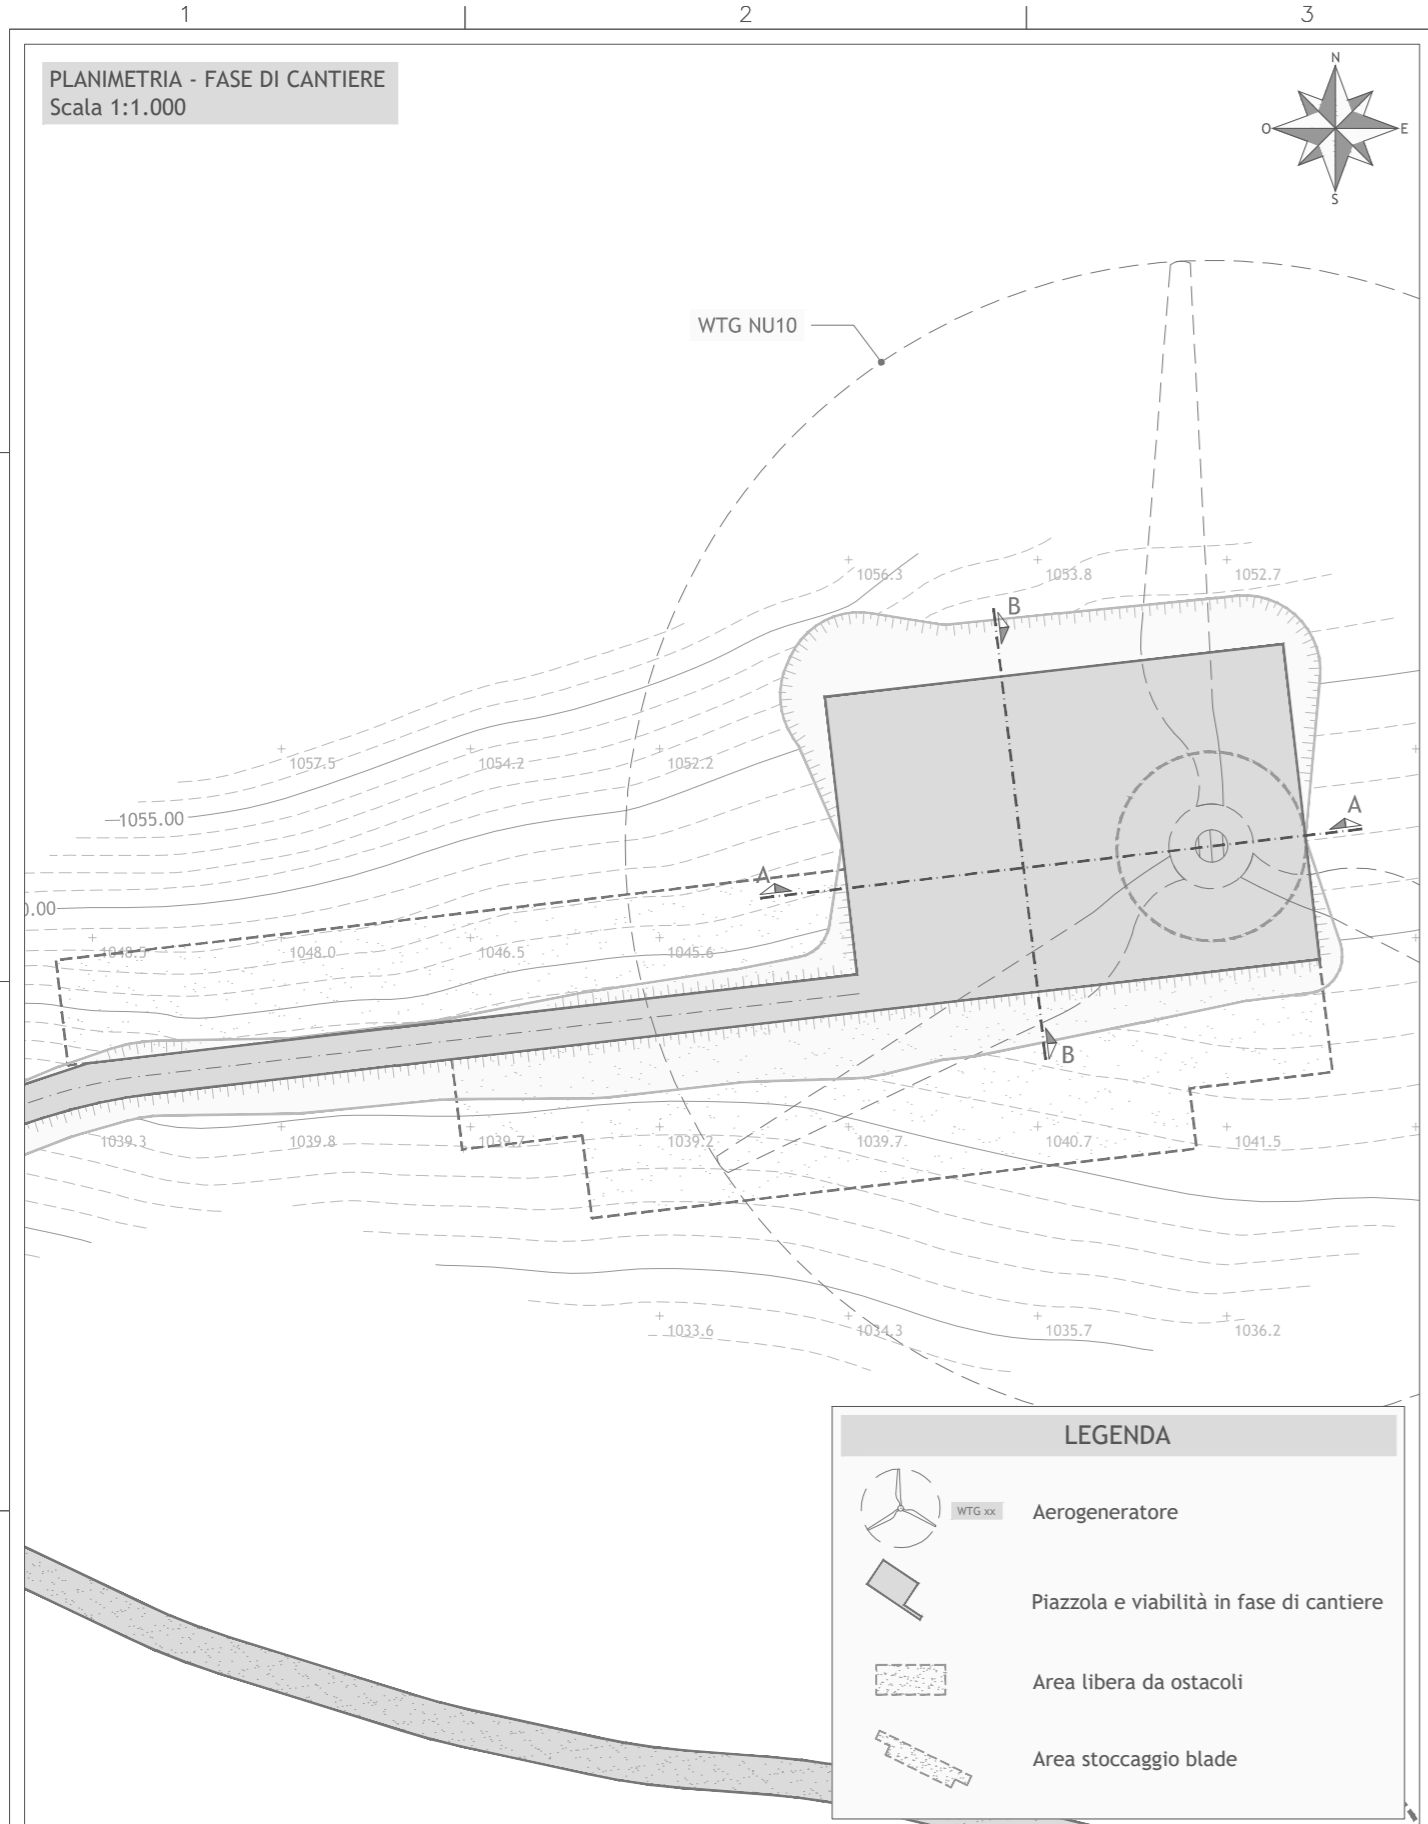 1 2 3
PLANIMETRIA - FASE DI CANTIERE
Scala 1:1.000
N
O E
S
WTG NU10
1056.3 1053.8 1052.7
B
1057.5 1054.2 1052.2
A
1055.00
A
0.00
1048.5 1048.0 1046.5 1045.6
B
1039.3 1039.8 1039.7 1039.2 1039.7 1040.7 1041.5
1033.6 1034.3 1035.7 1036.2
LEGENDA
WTG xx Aerogeneratore
Piazzola e viabilità in fase di cantiere
Area libera da ostacoli
Area stoccaggio blade